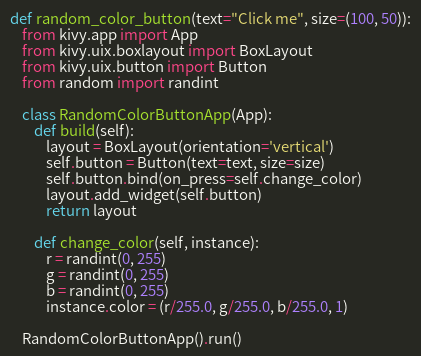 def random_color_button(text="Click me", size=(100, 50)):
from kivy.app import App
from kivy.uix.boxlayout import BoxLayout
from kivy.uix.button import Button
from random import randint
class RandomColorButtonApp(App):
def build(self):
layout = BoxLayout(orientation='vertical')
self.button = Button(text=text, size=size)
self.button.bind(on_press=self.change_color)
layout.add_widget(self.button)
return layout
def change_color(self, instance):
r = randint(0, 255)
g = randint(0, 255)
b = randint(0, 255)
instance.color = (r/255.0, g/255.0, b/255.0, 1)
RandomColorButtonApp().run()